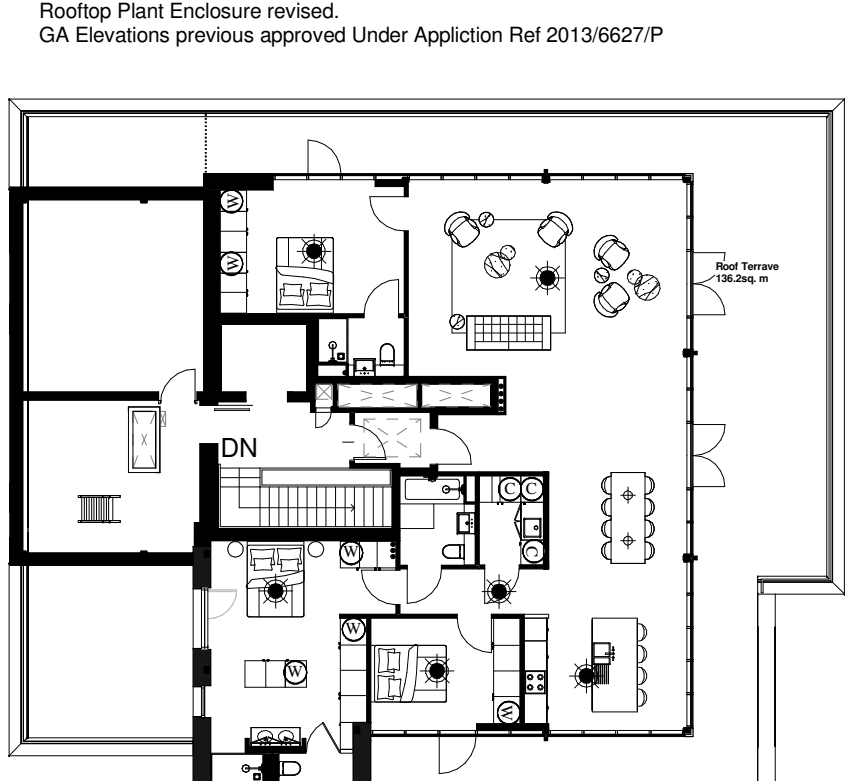 Rooftop Plant Enclosure revised.
GA Elevations previous approved Under Appliction Ref 2013/6627/P
W
W
Roof Terrave
136.2sq. m
DN
C C
C
W
W
W
W